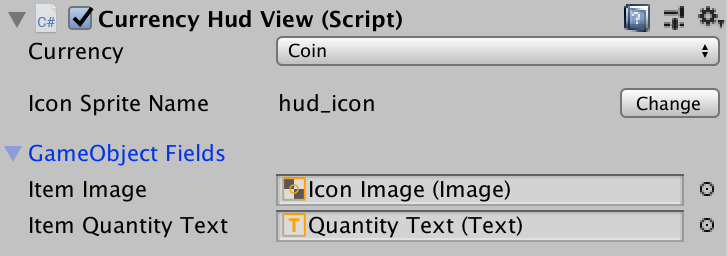 C# Currency Hud View (Script)
Currency Coin
Icon Sprite Name hud_icon Change
GameObject Fields
Item Image Icon Image (Image)
Item Quantity Text T Quantity Text (Text)